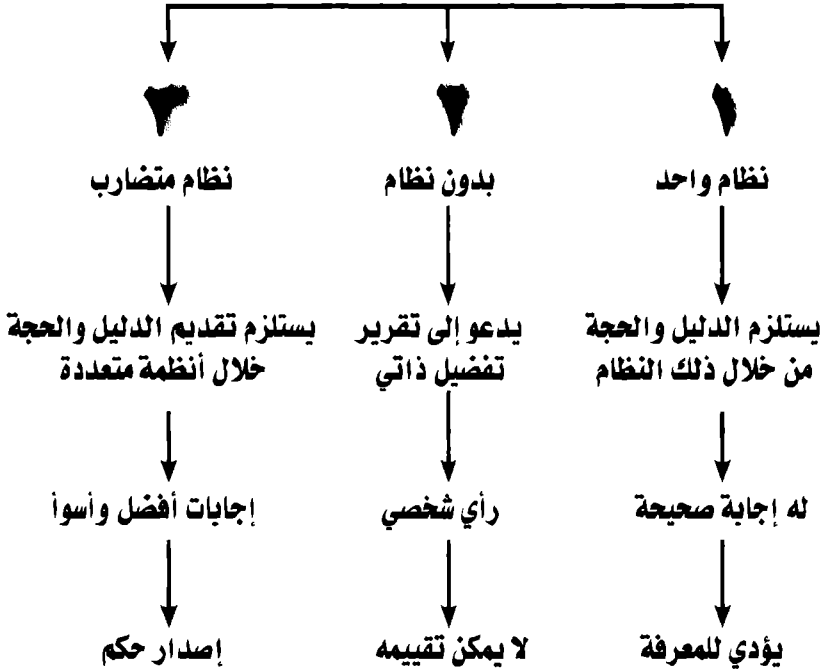 ١ ٢ ٣
نظام واحد
بدون نظام
نظام متضارب
يستلزم الدليل والحجة
من خلال ذلك النظام
يدعو إلى تقرير
تفضيل ذاتي
يستلزم تقديم الدليل والحجة
خلال أنظمة متعددة
له إجابة صحيحة
رأي شخصي
إجابات أفضل وأسوأ
يؤدي للمعرفة
لا يمكن تقييمه
إصدار حكم